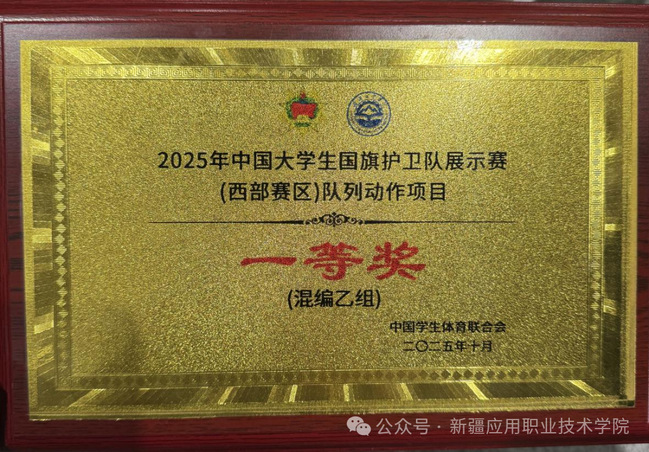 2025年中国大学生国旗护卫队展示赛
(西部赛区)队列动作项目
一等奖
(混编乙组)
中国学生体育联合会
二〇二五年十月
公众号·新疆应用职业技术学院